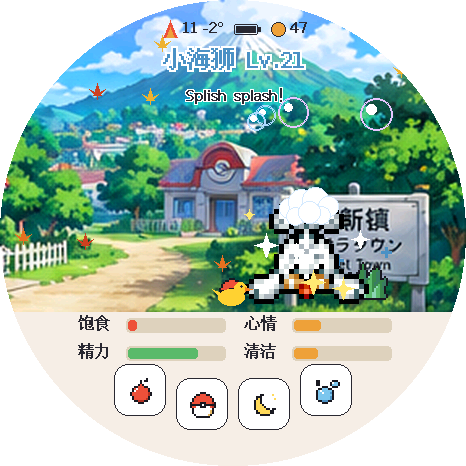 11 -2° 47
小海狮 Lv.21
Splish splash!
新镇
ラタウン
Town
饱食 心情
精力 清洁